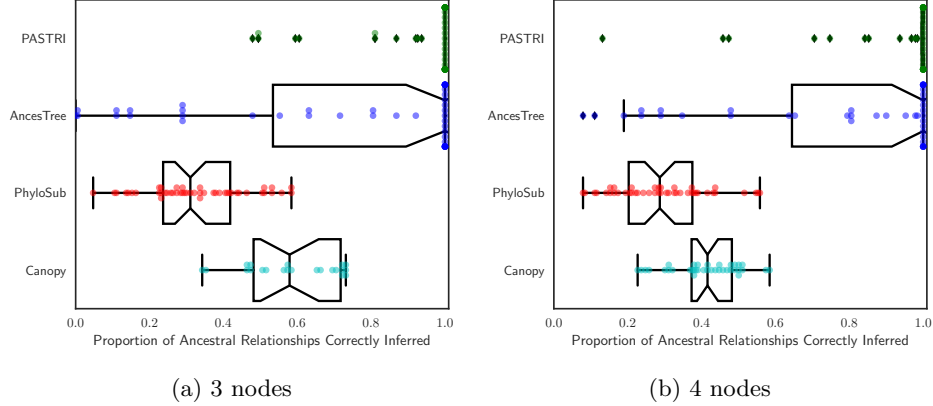 PASTRI
AncesTree
PhyloSub
Canopy
0.0 0.2 0.4 0.6 0.8 1.0
Proportion of Ancestral Relationships Correctly Inferred
(a) 3 nodes
PASTRI
AncesTree
PhyloSub
Canopy
0.0 0.2 0.4 0.6 0.8 1.0
Proportion of Ancestral Relationships Correctly Inferred
(b) 4 nodes